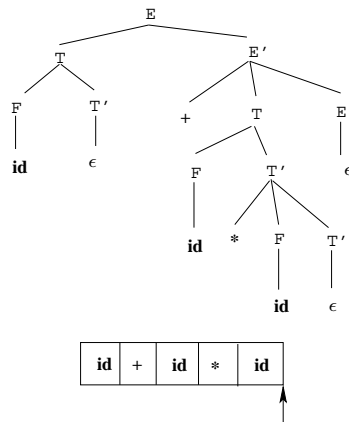 E
T E'
F T' + T E
id ϵ F T' ϵ
id * F T'
id ϵ
id + id * id